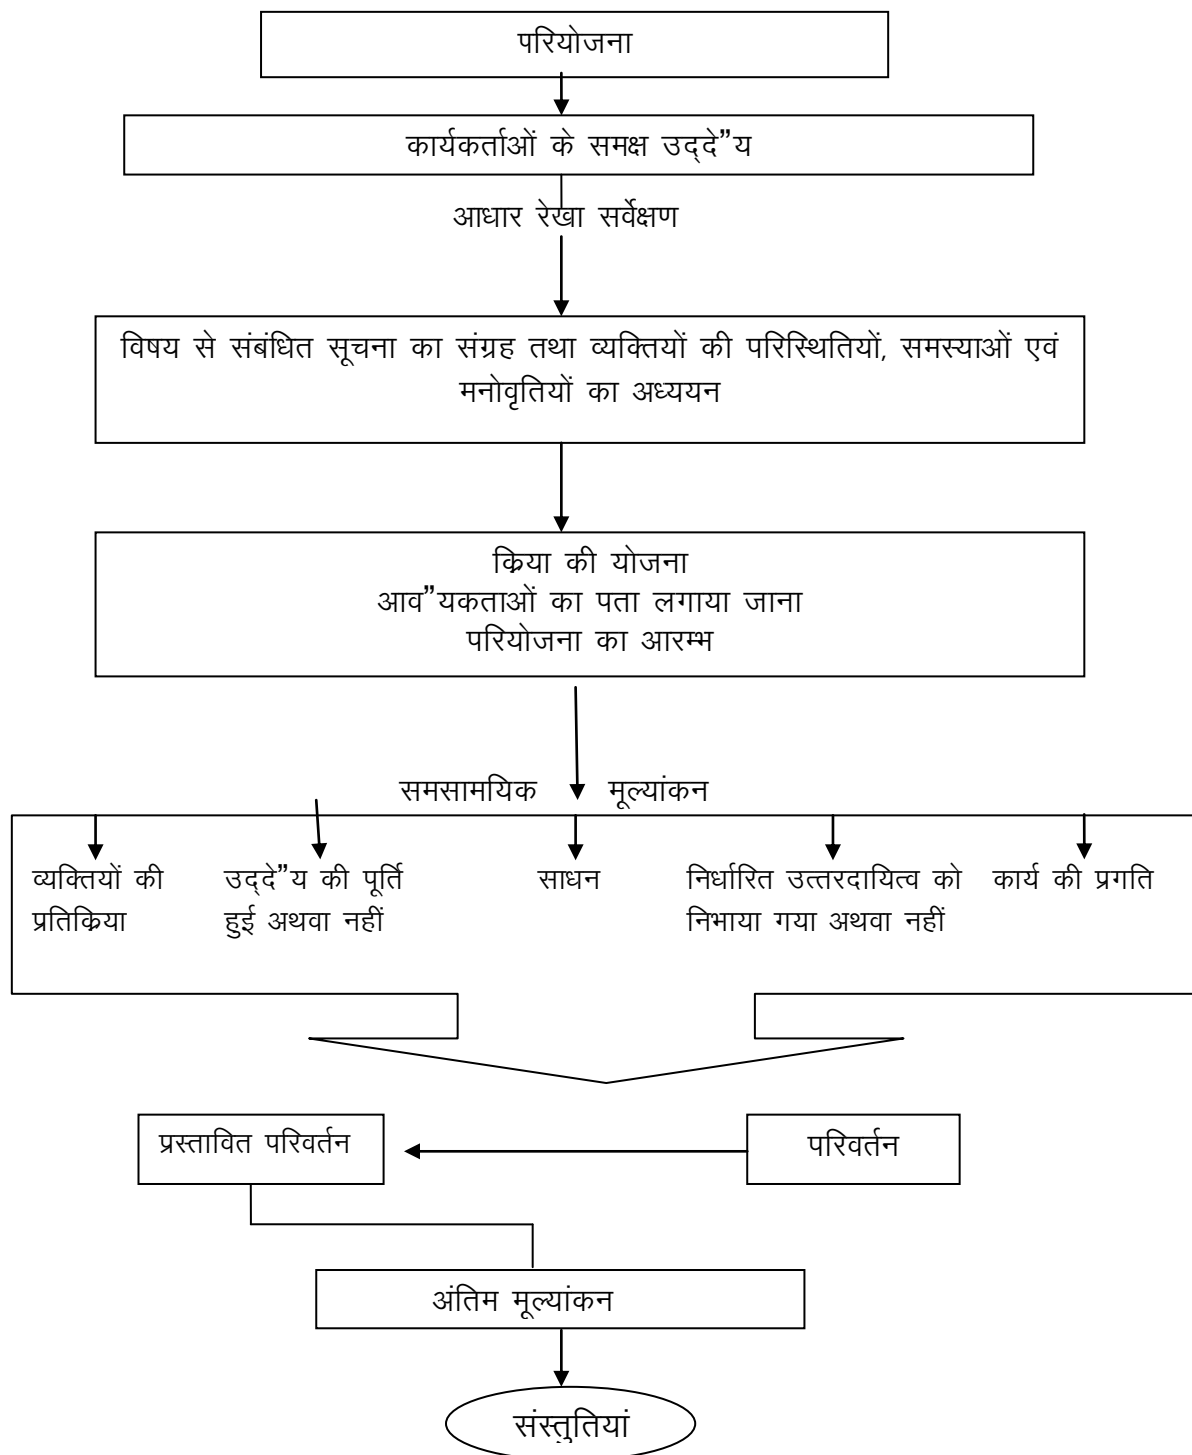 परियोजना
कार्यकर्ताओं के समक्ष उद्दे”य
आधार रेखा सर्वेक्षण
विषय से संबंधित सूचना का संग्रह तथा व्यक्तियों की परिस्थितियों, समस्याओं एवं
मनोवृतियों का अध्ययन
क्रिया की योजना
आव”यकताओं का पता लगाया जाना
परियोजना का आरम्भ
समसामयिक मूल्यांकन
व्यक्तियों की
प्रतिक्रिया
उद्दे”य की पूर्ति
हुई अथवा नहीं
साधन
निर्धारित उत्तरदायित्व को
निभाया गया अथवा नहीं
कार्य की प्रगति
प्रस्तावित परिवर्तन
परिवर्तन
अंतिम मूल्यांकन
संस्तुतियां